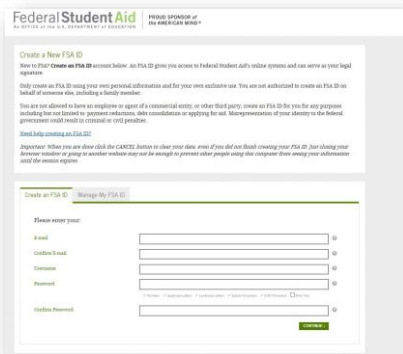 Federal Student Aid
An OFFICE of the U.S. DEPARTMENT of EDUCATION
PROUD SPONSOR of
the AMERICAN MIND®
Create a New FSA ID
New to FSA? Create an FSA ID account below. An FSA ID gives you access to Federal Student Aid's online systems and can serve as your legal
signature.
Only create an FSA ID using your own personal information and for your own exclusive use. You are not authorized to create an FSA ID on
behalf of someone else, including a family member.
You are not allowed to have an employee or agent of a commercial entity, or other third party, create an FSA ID for you for any purposes
including but not limited to: payment reductions, debt consolidation or applying for aid. Misrepresentation of your identity to the federal
government could result in criminal or civil penalties.
Need help creating an FSA ID?
Important: When you are done click the CANCEL button to clear your data, even if you did not finish creating your FSA ID. Just closing your
browser window or going to another website may not be enough to prevent other people using this computer from seeing your information
until the session expires.
Create an FSA ID
Manage My FSA ID
Please enter your:
E-mail
Confirm E-mail
Username
Password
Confirm Password
CONTINUE